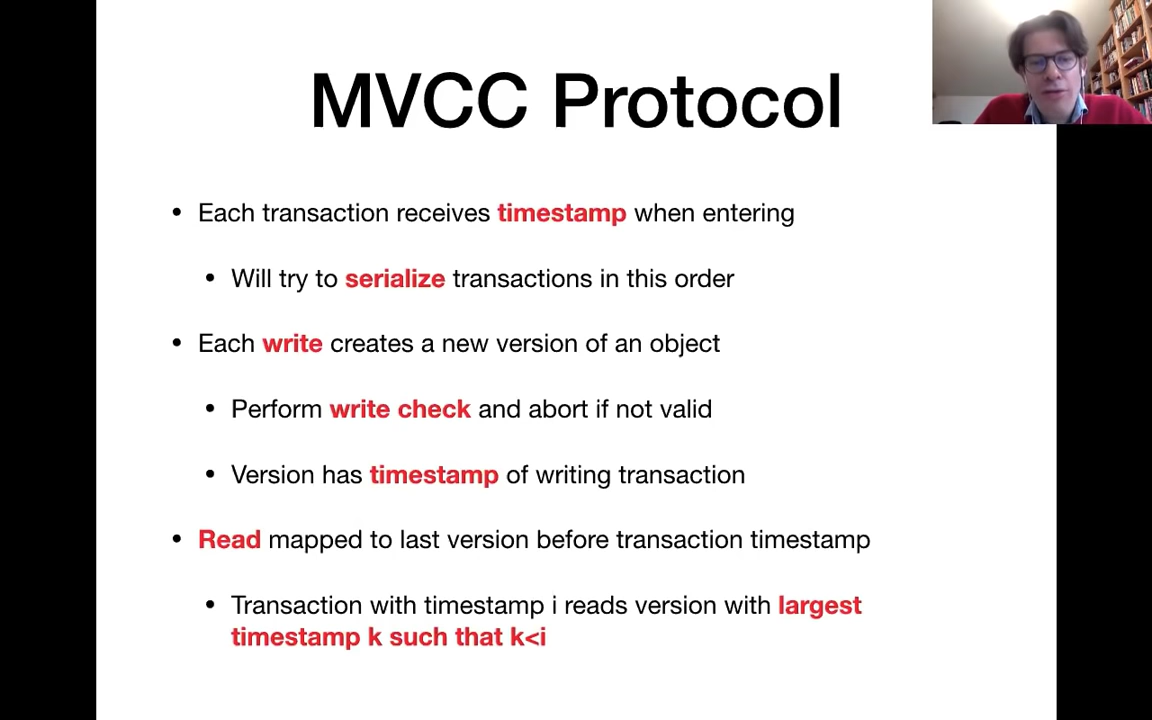 MVCC Protocol
• Each transaction receives timestamp when entering
• Will try to serialize transactions in this order
• Each write creates a new version of an object
• Perform write check and abort if not valid
• Version has timestamp of writing transaction
• Read mapped to last version before transaction timestamp
• Transaction with timestamp i reads version with largest
timestamp k such that k<i